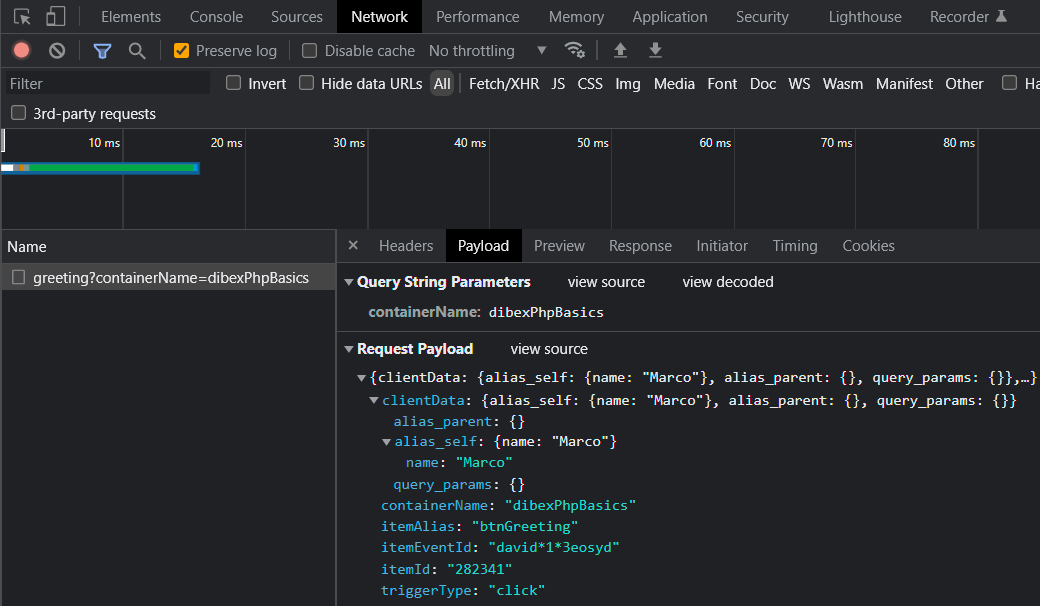 Elements Console Sources Network Performance Memory Application Security Lighthouse Recorder
Preserve log Disable cache No throttling
Filter Invert Hide data URLs All Fetch/XHR JS CSS Img Media Font Doc WS Wasm Manifest Other Ha
3rd-party requests
10 ms 20 ms 30 ms 40 ms 50 ms 60 ms 70 ms 80 ms
Name
greeting?containerName=dibexPhpBasics
× Headers Payload Preview Response Initiator Timing Cookies
Query String Parameters view source view decoded
containerName: dibexPhpBasics
Request Payload view source
{clientData: {alias_self: {name: "Marco"}, alias_parent: {}, query_params: {}},…}
clientData: {alias_self: {name: "Marco"}, alias_parent: {}, query_params: {}}
alias_parent: {}
alias_self: {name: "Marco"}
name: "Marco"
query_params: {}
containerName: "dibexPhpBasics"
itemAlias: "btnGreeting"
itemEventId: "david*1*3eosyd"
itemId: "282341"
triggerType: "click"